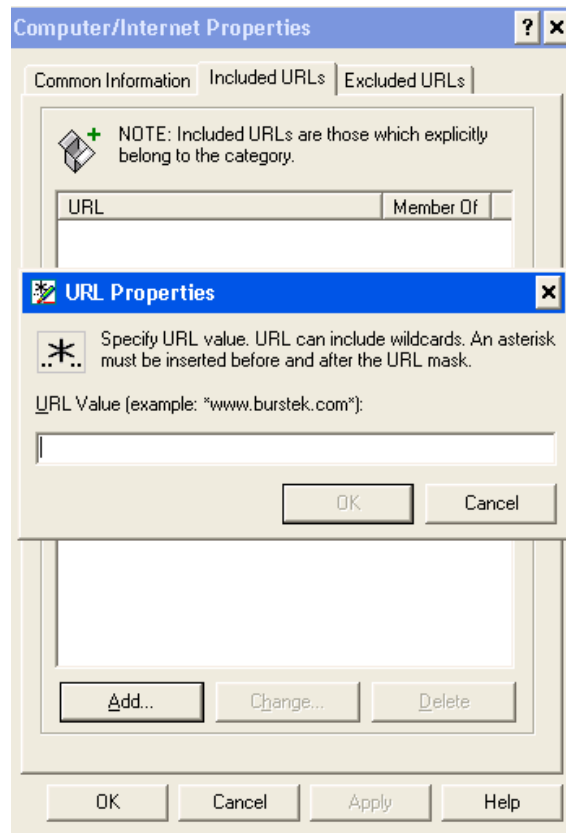 Computer/Internet Properties
Common Information Included URLs Excluded URLs
NOTE: Included URLs are those which explicitly
belong to the category.
URL Member Of
URL Properties
Specify URL value. URL can include wildcards. An asterisk
must be inserted before and after the URL mask.
URL Value (example: *www.burstek.com*):
OK Cancel
Add... Change... Delete
OK Cancel Apply Help